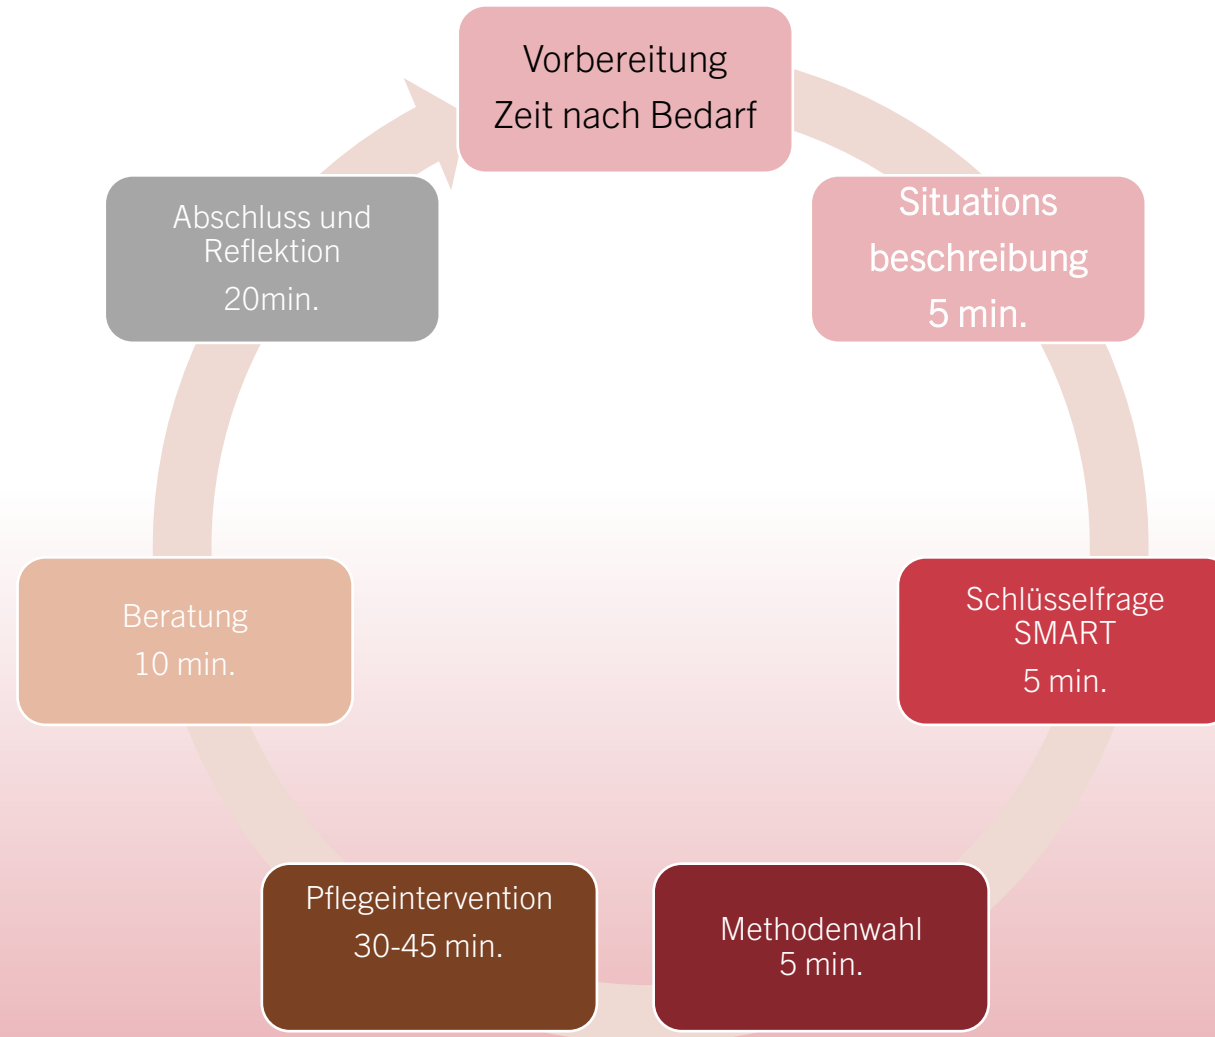 Vorbereitung
Zeit nach Bedarf
Situations
beschreibung
5 min.
Schlüsselfrage
SMART
5 min.
Methodenwahl
5 min.
Pflegeintervention
30-45 min.
Beratung
10 min.
Abschluss und
Reflektion
20min.